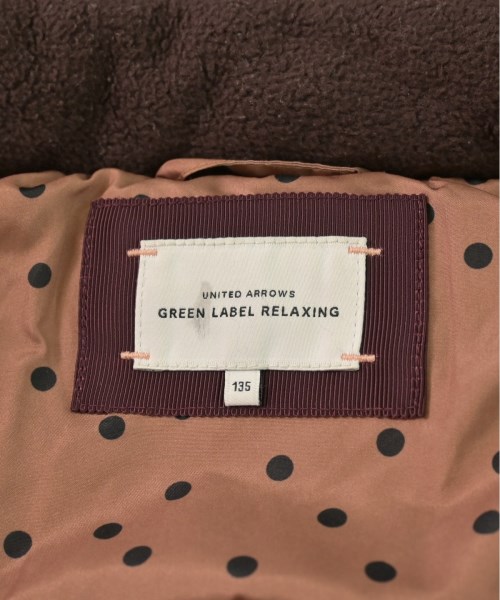 UNITED ARROWS
GREEN LABEL RELAXING
135